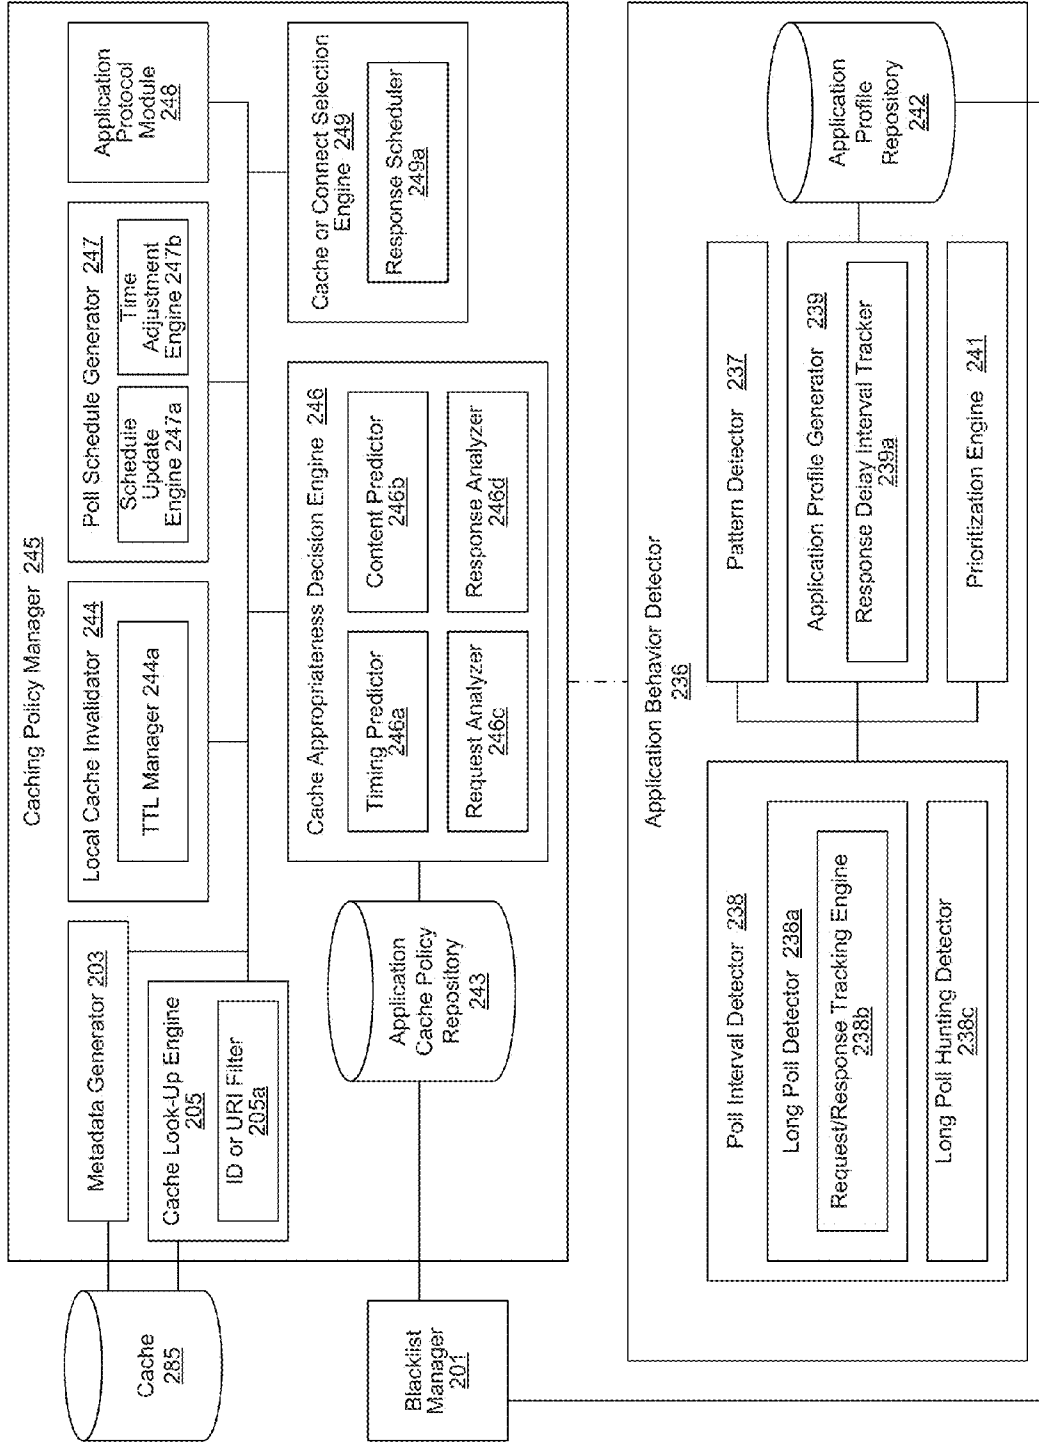 Caching Policy Manager 245
Cache
285
Metadata Generator 203
Cache Look-Up Engine
205
ID or URI Filter
205a
Local Cache Invalidator 244
TTL Manager 244a
Poll Schedule Generator 247
Schedule
Update
Engine 247a
Time
Adjustment
Engine 247b
Application
Protocol
Module
248
Blacklist
Manager
201
Application
Cache Policy
Repository
243
Cache Appropriateness Decision Engine 246
Timing Predictor
246a
Content Predictor
246b
Request Analyzer
246c
Response Analyzer
246d
Cache or Connect Selection
Engine 249
Response Scheduler
249a
Application Behavior Detector
236
Poll Interval Detector 238
Long Poll Detector 238a
Request/Response Tracking Engine
238b
Long Poll Hunting Detector
238c
Pattern Detector 237
Application Profile Generator 239
Response Delay Interval Tracker
239a
Prioritization Engine 241
Application
Profile
Repository
242